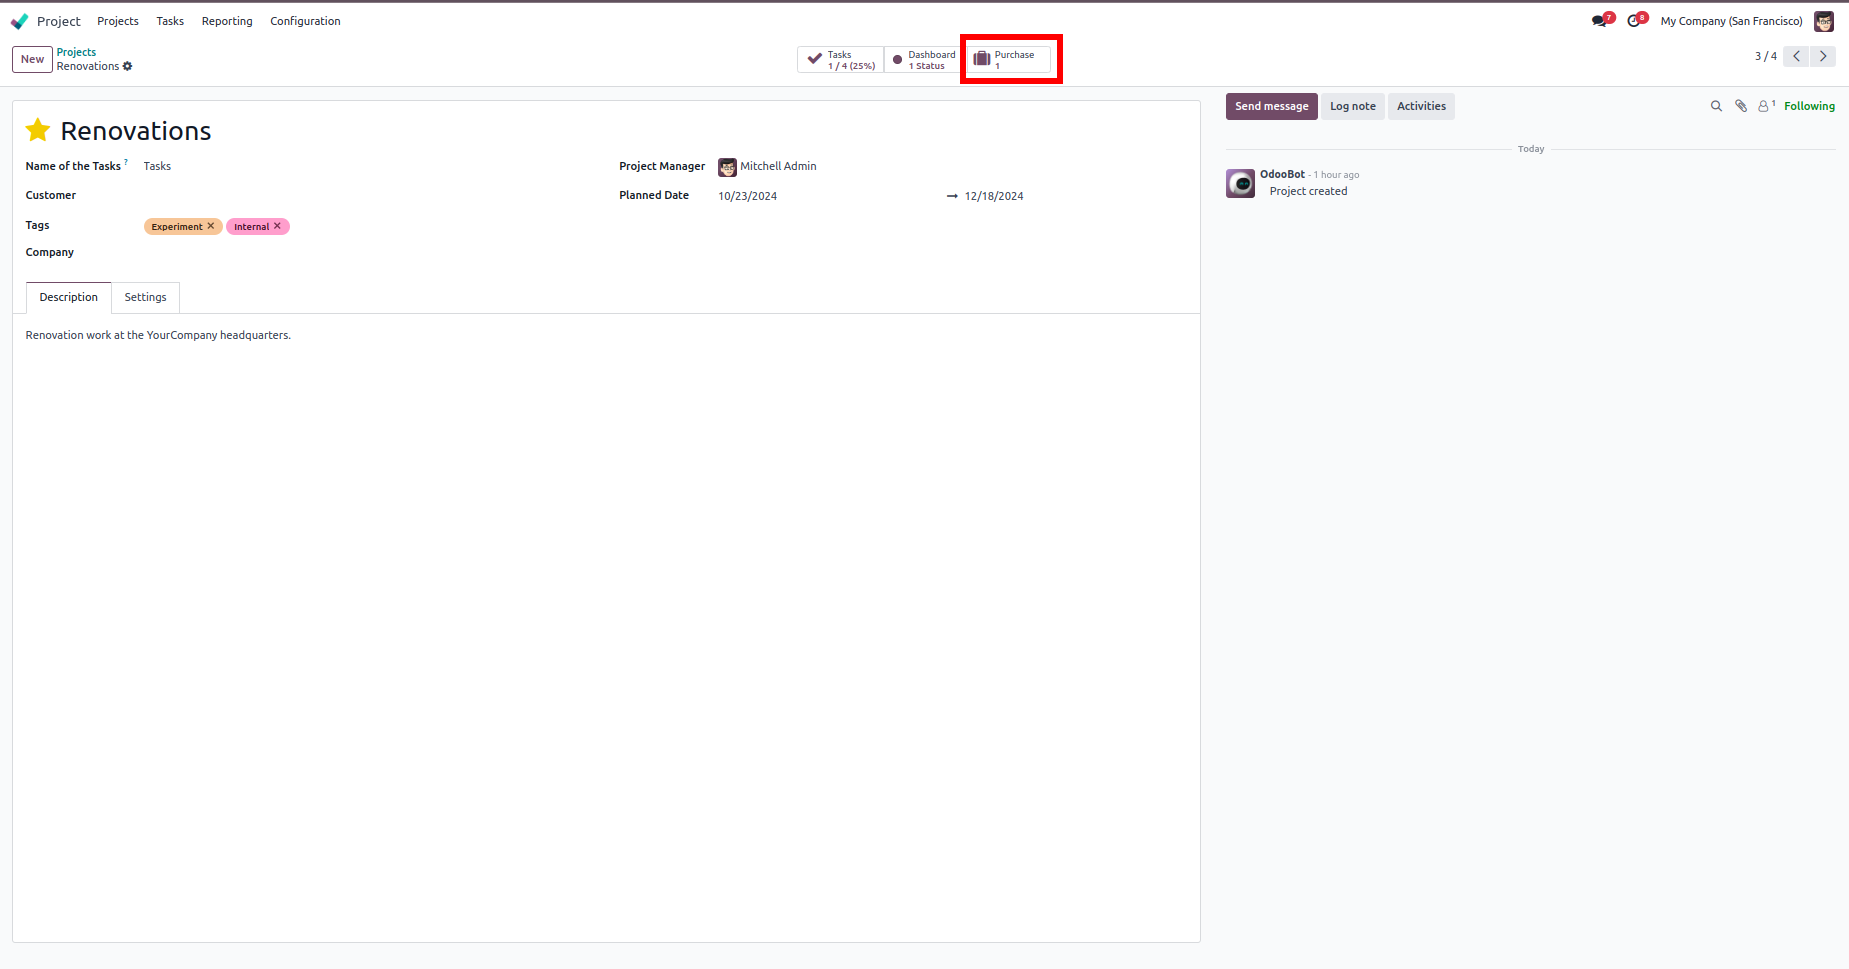 Project Projects Tasks Reporting Configuration 7 8 My Company (San Francisco)
New Projects
Renovations
Tasks
1 / 4 (25%)
Dashboard
1 Status
Purchase
1
3 / 4
Renovations
Name of the Tasks ? Tasks
Project Manager Mitchell Admin
Customer
Planned Date 10/23/2024 → 12/18/2024
Tags Experiment ✕ Internal ✕
Company
Description Settings
Renovation work at the YourCompany headquarters.
Send message Log note Activities 1 Following
Today
OdooBot - 1 hour ago
Project created